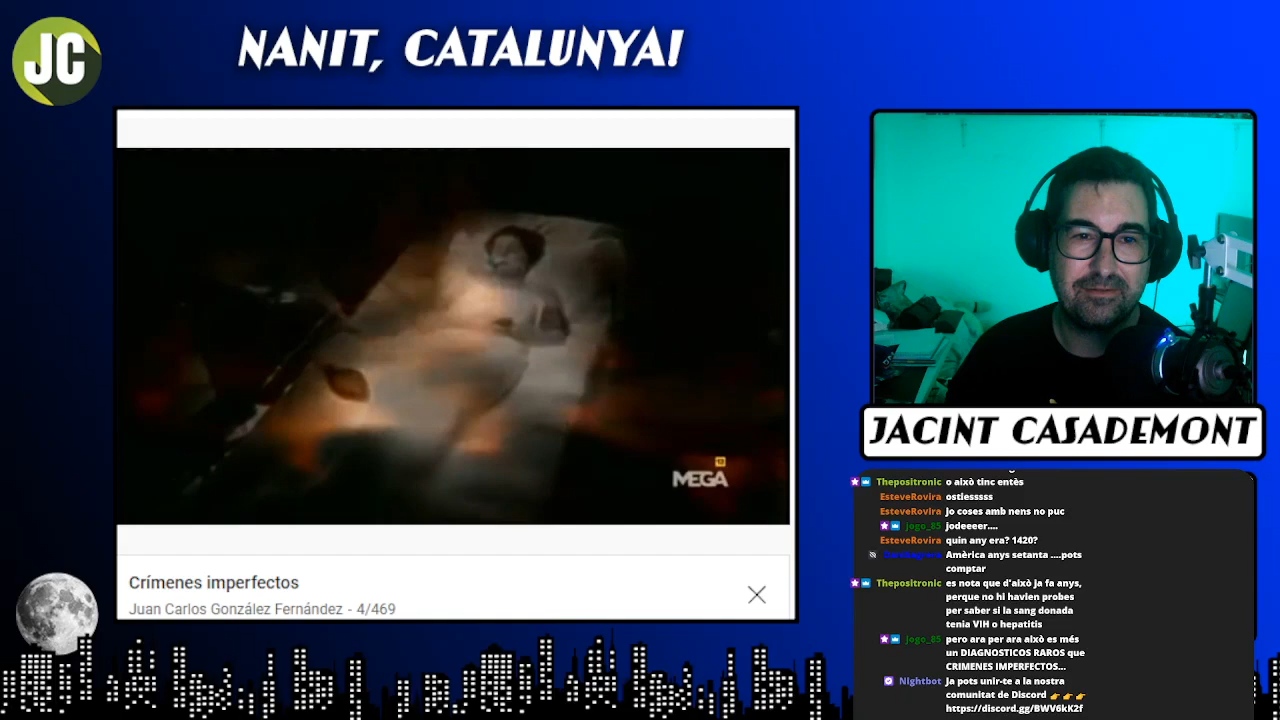 JC
NANIT, CATALUNYA!
MEGA
Crímenes imperfectos
Juan Carlos González Fernández - 4/469
JACINT CASADEMONT
Thepositronic o això tinc entès
EsteveRovira ostiesssss
EsteveRovira jo coses amb nens no puc
Jogo_85 jodeeeer....
EsteveRovira quin any era? 1420?
Amèrica anys setanta ....pots
comptar
Thepositronic es nota que d'això ja fa anys,
perque no hi havien probes
per saber si la sang donada
tenia VIH o hepatitis
Jogo_85 pero ara per ara això es més
un DIAGNOSTICO RAROS que
CRIMENES IMPERFECTOS...
Nightbot Ja pots unir-te a la nostra
comunitat de Discord 👉👉👉
https://discord.gg/BWV6kK2f